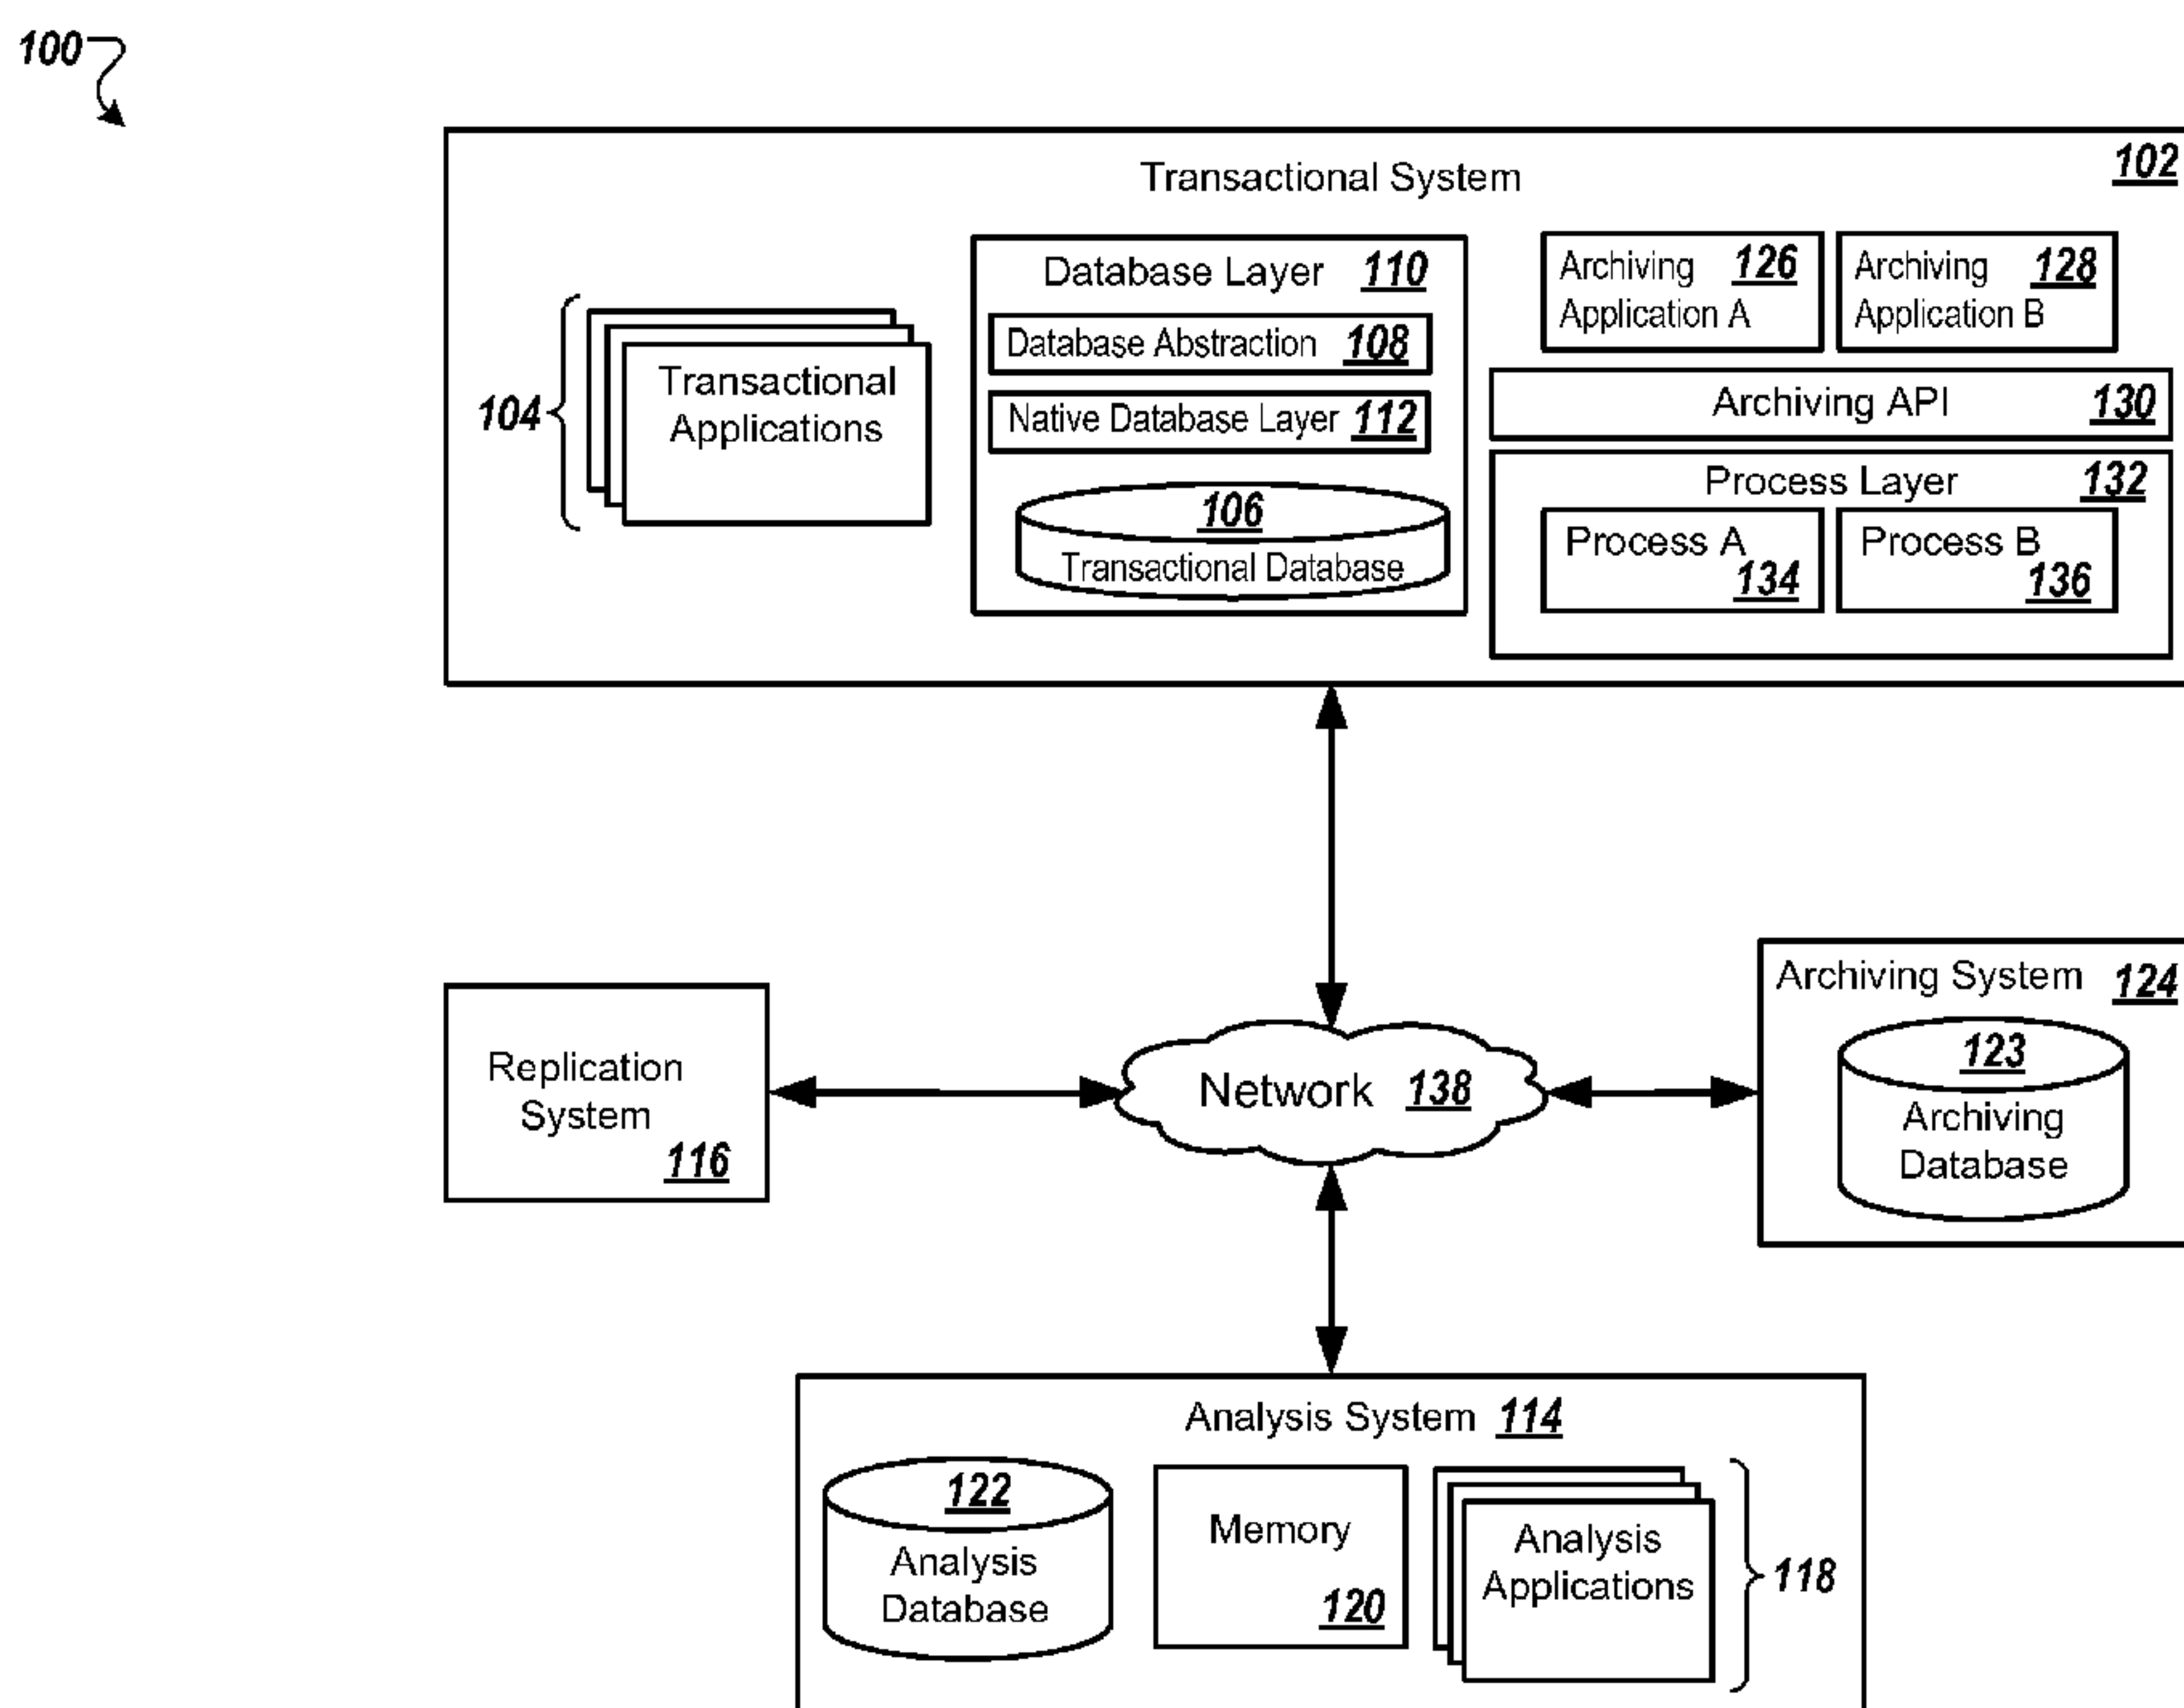 100
Transactional System 102
104
Transactional
Applications
Database Layer 110
Database Abstraction 108
Native Database Layer 112
106
Transactional Database
Archiving 126
Application A
Archiving 128
Application B
Archiving API 130
Process Layer 132
Process A
134
Process B
136
Replication
System
116
Network 138
Archiving System 124
123
Archiving
Database
Analysis System 114
122
Analysis
Database
Memory
120
Analysis
Applications
118